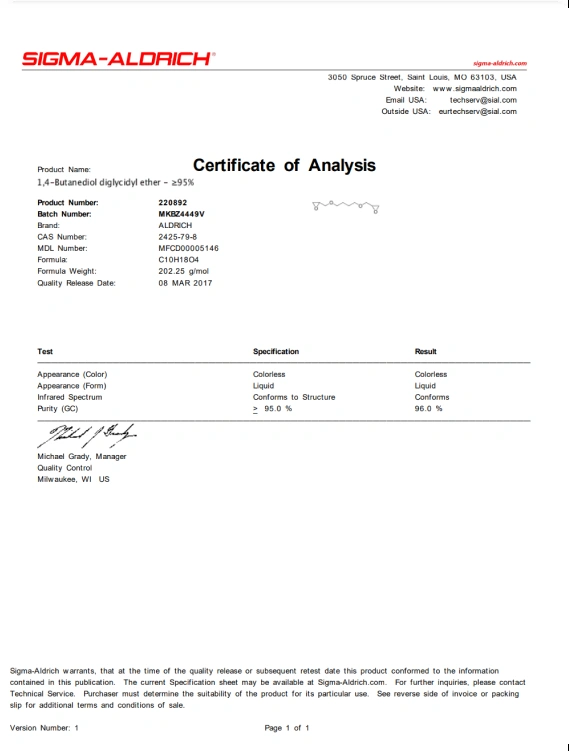 SIGMA-ALDRICH®
sigma-aldrich.com
3050 Spruce Street, Saint Louis, MO 63103, USA
Website: www.sigmaaldrich.com
Email USA: techserv@sial.com
Outside USA: eurtechserv@sial.com
Certificate of Analysis
Product Name:
1,4-Butanediol diglycidyl ether - ≥95%
Product Number: 220892
Batch Number: MKBZ4449V
Brand: ALDRICH
CAS Number: 2425-79-8
MDL Number: MFCD00005146
Formula: C10H18O4
Formula Weight: 202.25 g/mol
Quality Release Date: 08 MAR 2017
Test Specification Result
Appearance (Color) Colorless Colorless
Appearance (Form) Liquid Liquid
Infrared Spectrum Conforms to Structure Conforms
Purity (GC) ≥ 95.0 % 96.0 %
Michael Grady, Manager
Quality Control
Milwaukee, WI US
Sigma-Aldrich warrants, that at the time of the quality release or subsequent retest date this product conformed to the information
contained in this publication. The current Specification sheet may be available at Sigma-Aldrich.com. For further inquiries, please contact
Technical Service. Purchaser must determine the suitability of the product for its particular use. See reverse side of invoice or packing
slip for additional terms and conditions of sale.
Version Number: 1 Page 1 of 1